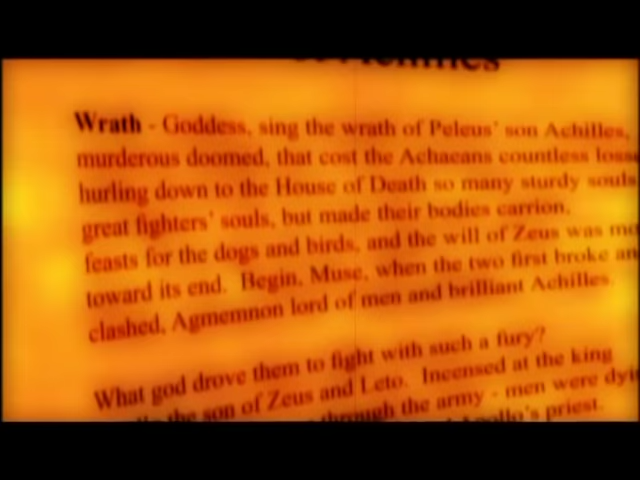 Wrath - Goddess, sing the wrath of Peleus' son Achilles,
murderous doomed, that cost the Achaeans countless
hurling down to the House of Death so many sturdy souls
great fighters' souls, but made their bodies carrion,
feasts for the dogs and birds, and the will of Zeus was
toward its end. Begin, Muse, when the two first broke
clashed, Agmemnon lord of men and brilliant Achilles.
What god drove them to fight with such a fury?
the son of Zeus and Leto. Incensed at the king
through the army - men were
Apollo's priest.